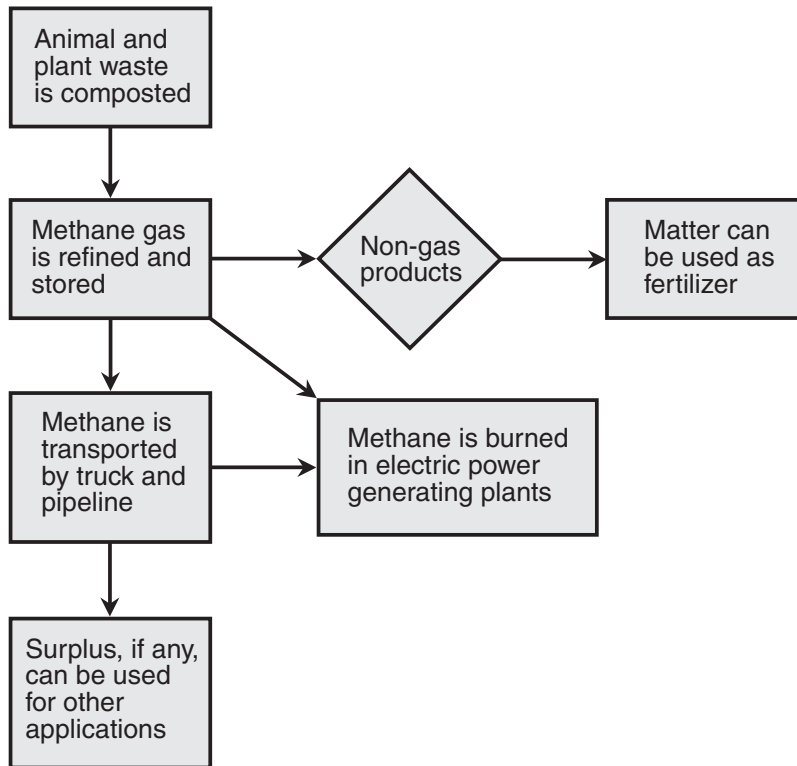 Animal and
plant waste
is composted
Methane gas
is refined and
stored
Non-gas
products
Matter can
be used as
fertilizer
Methane is
transported
by truck and
pipeline
Methane is burned
in electric power
generating plants
Surplus, if any,
can be used
for other
applications